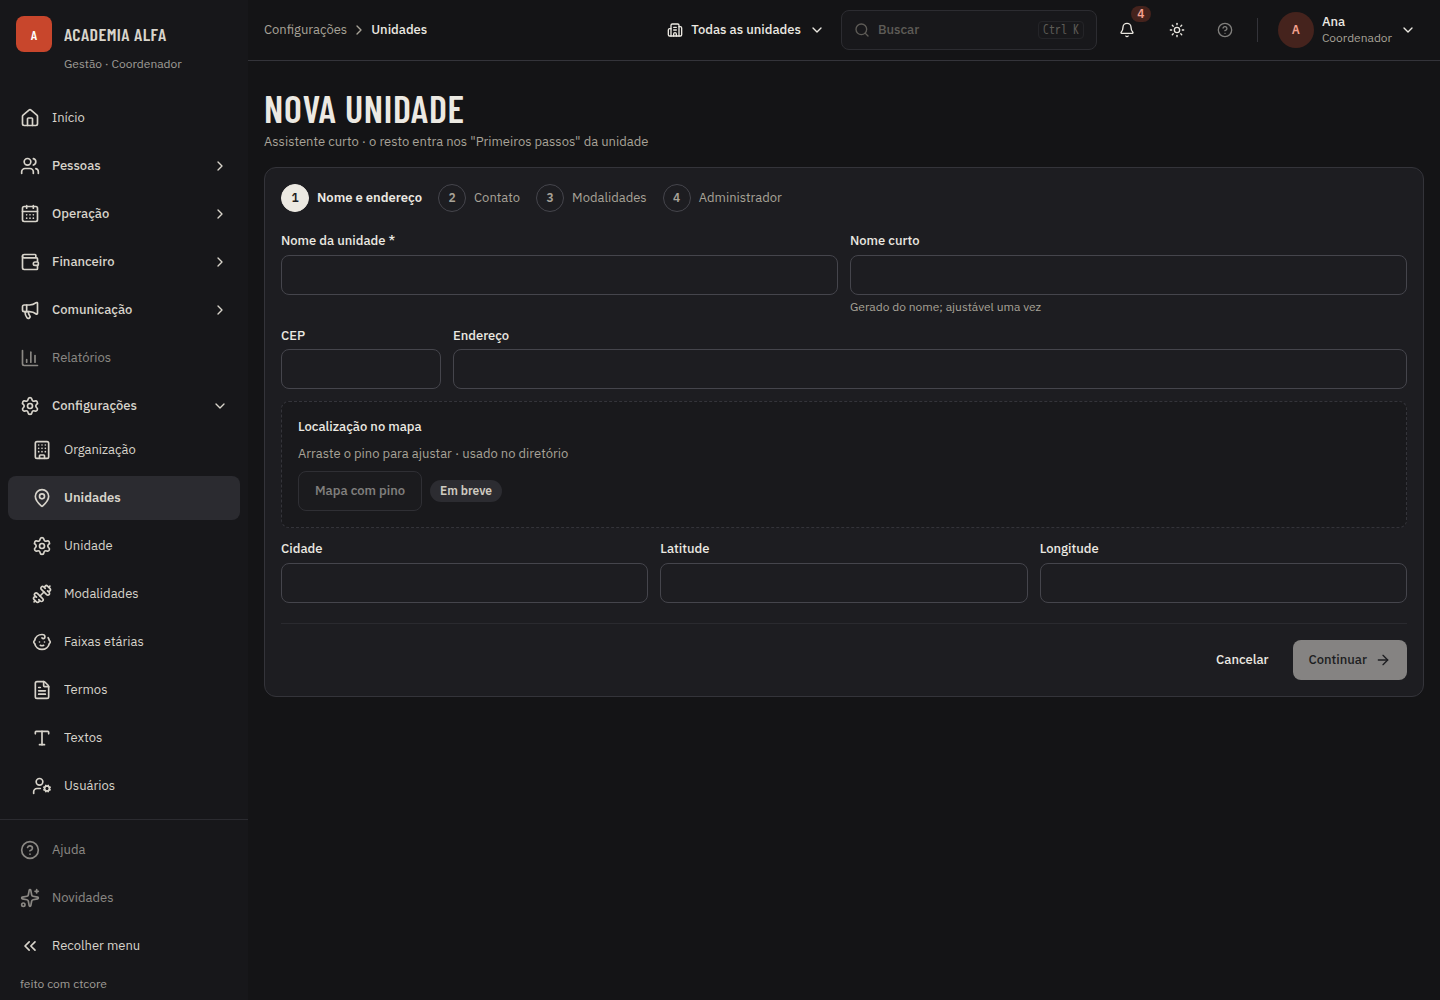 A
ACADEMIA ALFA
Gestão · Coordenador
Início
Pessoas
Operação
Financeiro
Comunicação
Relatórios
Configurações
Organização
Unidades
Unidade
Modalidades
Faixas etárias
Termos
Textos
Usuários
Ajuda
Novidades
Recolher menu
feito com ctcore
Configurações > Unidades
Todas as unidades
Buscar
Ctrl K
4
A
Ana
Coordenador
NOVA UNIDADE
Assistente curto · o resto entra nos "Primeiros passos" da unidade
1 Nome e endereço 2 Contato 3 Modalidades 4 Administrador
Nome da unidade *
Nome curto
Gerado do nome; ajustável uma vez
CEP
Endereço
Localização no mapa
Arraste o pino para ajustar · usado no diretório
Mapa com pino
Em breve
Cidade
Latitude
Longitude
Cancelar
Continuar